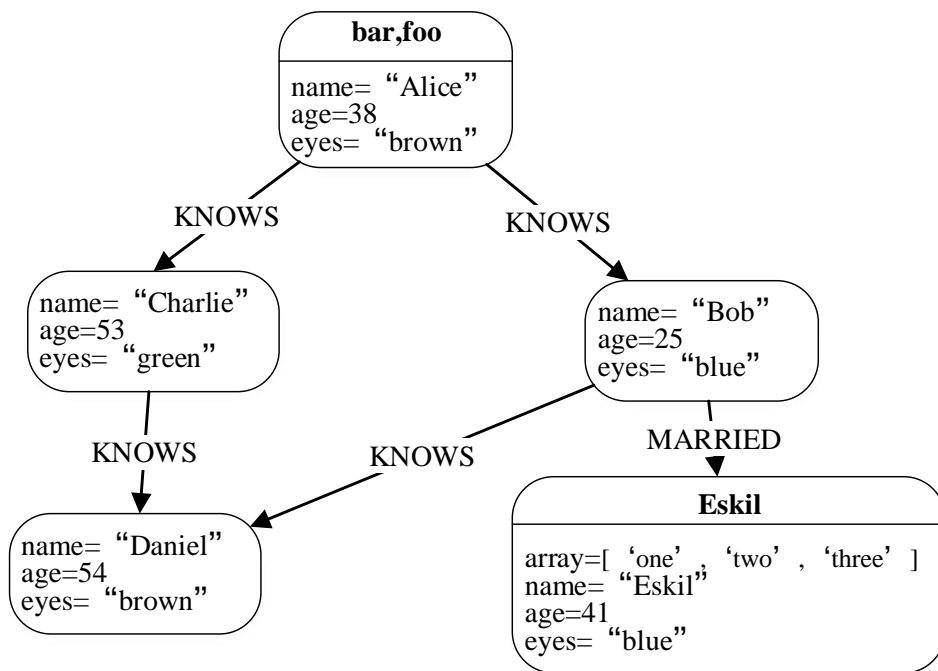 bar,foo
name= “Alice”
age=38
eyes= “brown”
KNOWS
KNOWS
name= “Charlie”
age=53
eyes= “green”
name= “Bob”
age=25
eyes= “blue”
KNOWS
KNOWS
MARRIED
name= “Daniel”
age=54
eyes= “brown”
Eskil
array=[ ‘one’ , ‘two’ , ‘three’ ]
name= “Eskil”
age=41
eyes= “blue”